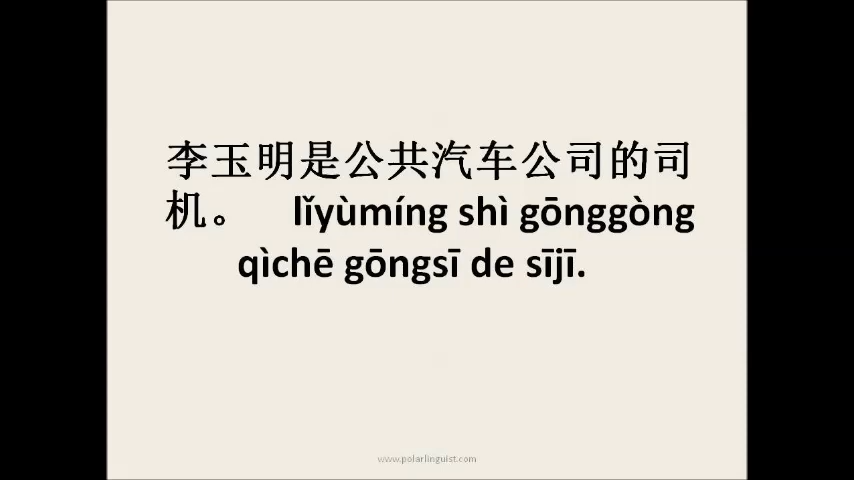 李玉明是公共汽车公司的司
机。 lǐyùmíng shì gōnggòng
qìchē gōngsī de sījī.
www.polarlinguist.com